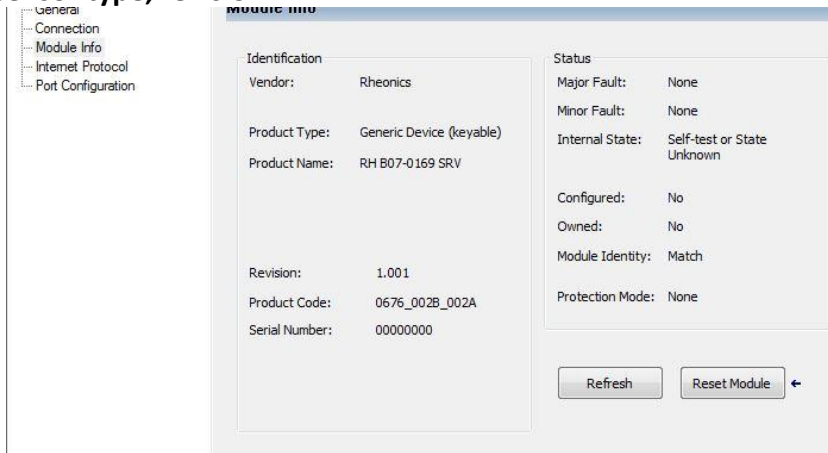 General
Connection
Module Info
Internet Protocol
Port Configuration
Module Info
Identification
Vendor: Rheonics
Product Type: Generic Device (keyable)
Product Name: RH B07-0169 SRV
Revision: 1.001
Product Code: 0676_002B_002A
Serial Number: 00000000
Status
Major Fault: None
Minor Fault: None
Internal State: Self-test or State
Unknown
Configured: No
Owned: No
Module Identity: Match
Protection Mode: None
Refresh
Reset Module